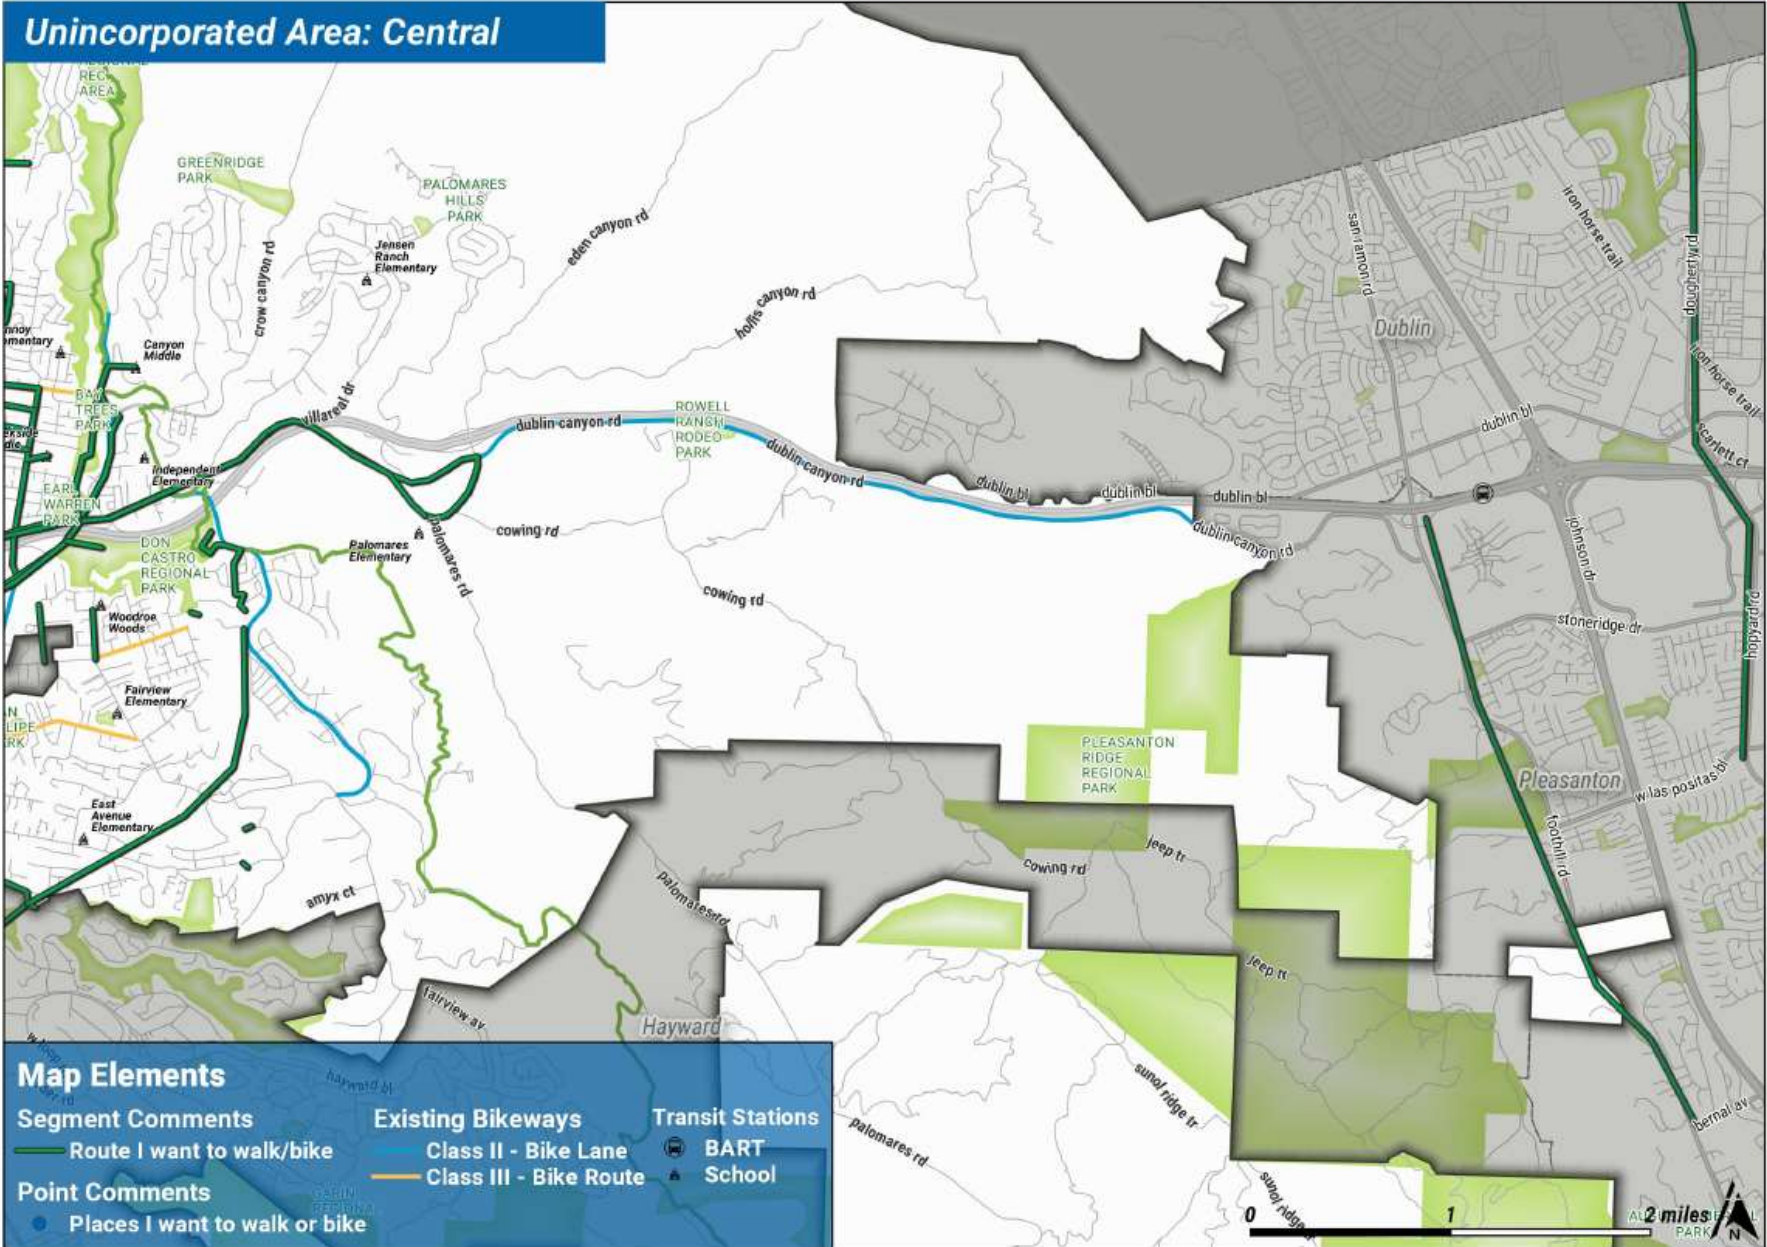 Unincorporated Area: Central
REGIONAL
REC
AREA
GREENRIDGE
PARK
PALOMARES
HILLS
PARK
Jensen
Ranch
Elementary
crow canyon rd
eden canyon rd
hollis canyon rd
san ramon rd
iron horse trail
dougherty rd
Dublin
iron horse trail
Canyon
Middle
BAY
TREES
PARK
villareal dr
dublin canyon rd
ROWELL
RANCH
RODEO
PARK
dublin canyon rd
dublin bl
scarlett ct
Independent
Elementary
EARL
WARREN
PARK
dublin bl
dublin bl
dublin bl
dublin canyon rd
DON
CASTRO
REGIONAL
PARK
Palomares
Elementary
palomares rd
cowing rd
cowing rd
johnson dr
stoneridge dr
hopyard rd
Woodroe
Woods
Fairview
Elementary
PLEASANTON
RIDGE
REGIONAL
PARK
Pleasanton
w las positas bl
foothill rd
East
Avenue
Elementary
amyx ct
palomares rd
cowing rd
jeep tr
jeep tr
fairview av
Hayward
sunol ridge tr
bernal av
palomares rd
sunol ridge
hayward bl
Map Elements
Segment Comments
Route I want to walk/bike
Point Comments
Places I want to walk or bike
Existing Bikeways
Class II - Bike Lane
Class III - Bike Route
Transit Stations
BART
School
GARIN
REGIONAL
0 1 2 miles
PARK
N